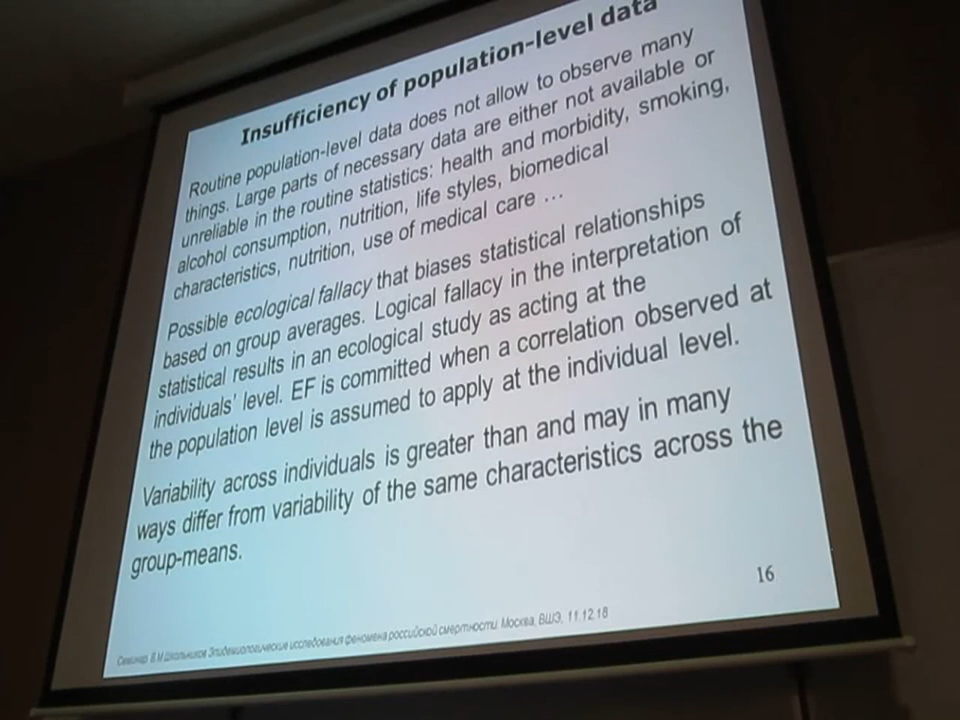 Insufficiency of population-level data
Routine population-level data does not allow to observe many
things. Large parts of necessary data are either not available or
unreliable in the routine statistics: health and morbidity, smoking,
alcohol consumption, nutrition, life styles, biomedical
characteristics, nutrition, use of medical care ...
Possible ecological fallacy that biases statistical relationships
based on group averages. Logical fallacy in the interpretation of
statistical results in an ecological study as acting at the
individuals' level. EF is committed when a correlation observed at
the population level is assumed to apply at the individual level.
Variability across individuals is greater than and may in many
ways differ from variability of the same characteristics across the
group-means.
16
Семинар В.М.Школьников Эпидемиологические исследования феномена российской смертности. Москва, ВШЭ, 11.12.18